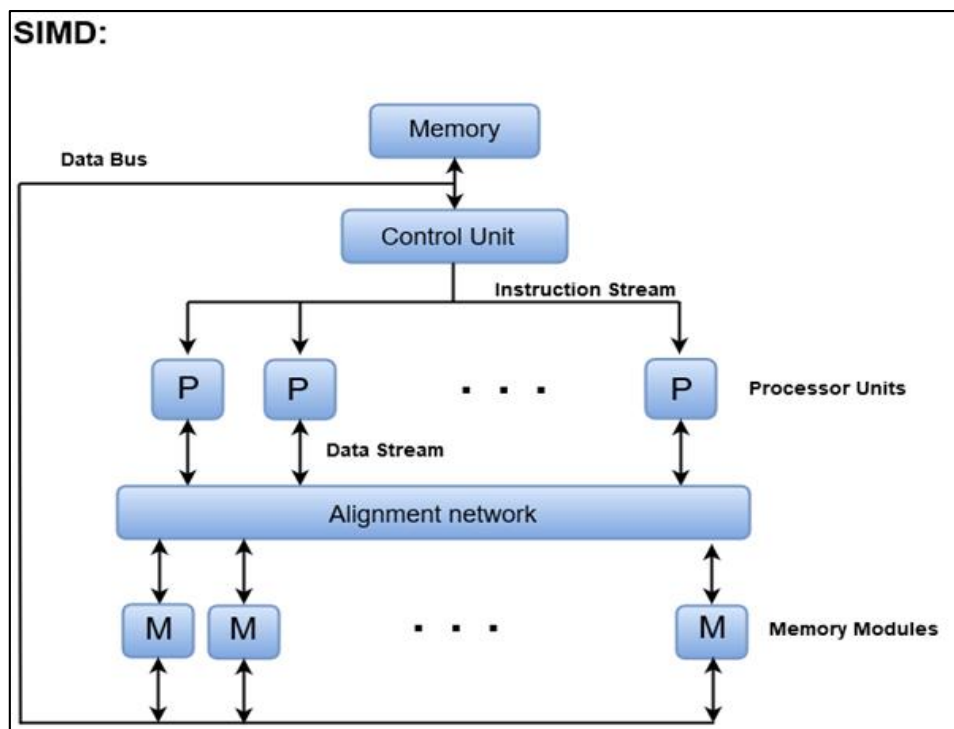 SIMD:
Memory
Data Bus
Control Unit
Instruction Stream
P P . . . P Processor Units
Data Stream
Alignment network
M M . . . M Memory Modules